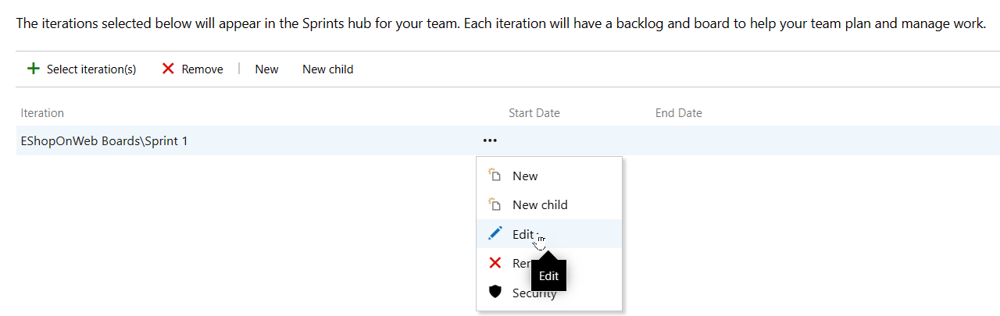 The iterations selected below will appear in the Sprints hub for your team. Each iteration will have a backlog and board to help your team plan and manage work.
Select iteration(s) Remove New New child
Iteration Start Date End Date
EShopOnWeb Boards\Sprint 1
New
New child
Edit
Edit
Security